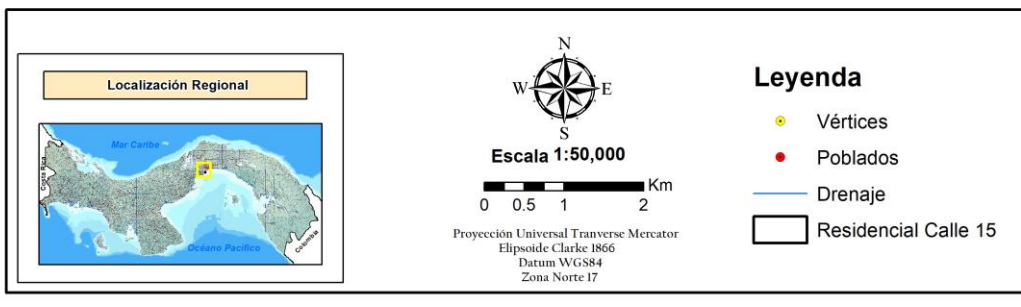 Localización Regional
Mar Caribe
Costa Rica
Océano Pacífico
Colombia
N
W
E
S
Escala 1:50,000
Km
0 0.5 1 2
Proyección Universal Tranverse Mercator
Elipsoide Clarke 1866
Datum WGS84
Zona Norte 17
Leyenda
Vértices
Poblados
Drenaje
Residencial Calle 15